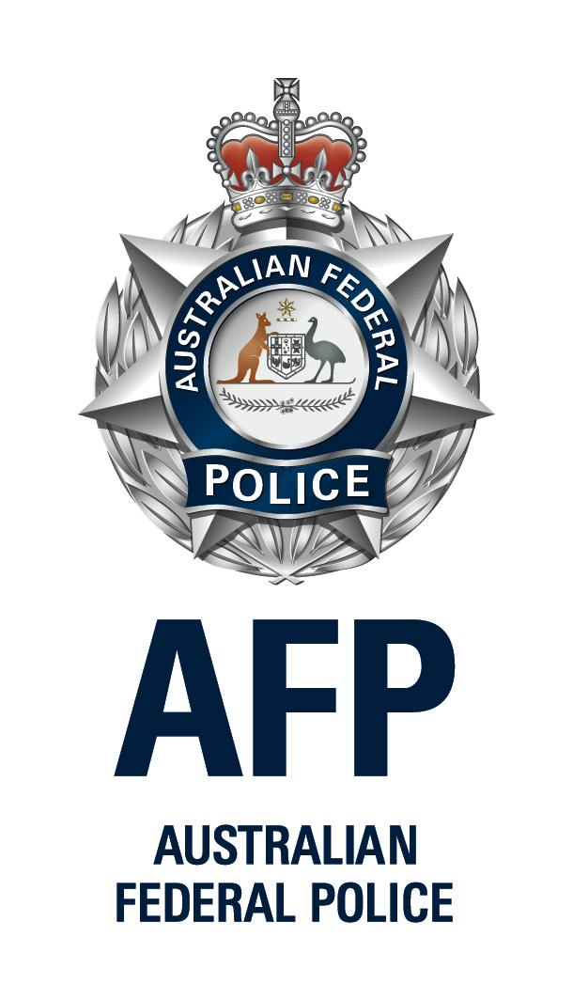 AUSTRALIAN FEDERAL
POLICE
AFP
AUSTRALIAN
FEDERAL POLICE